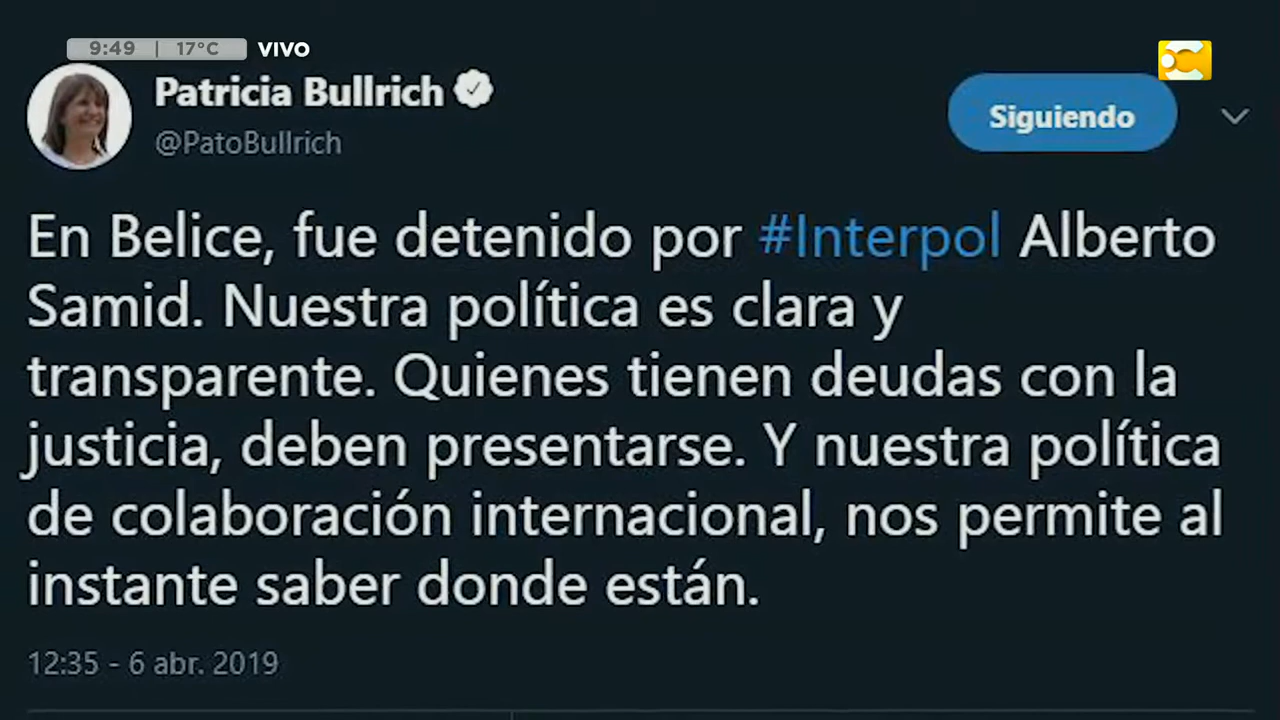 9:49 | 17°C VIVO
Patricia Bullrich
@PatoBullrich
Siguiendo
En Belice, fue detenido por #Interpol Alberto
Samid. Nuestra política es clara y
transparente. Quienes tienen deudas con la
justicia, deben presentarse. Y nuestra política
de colaboración internacional, nos permite al
instante saber donde están.
12:35 - 6 abr. 2019